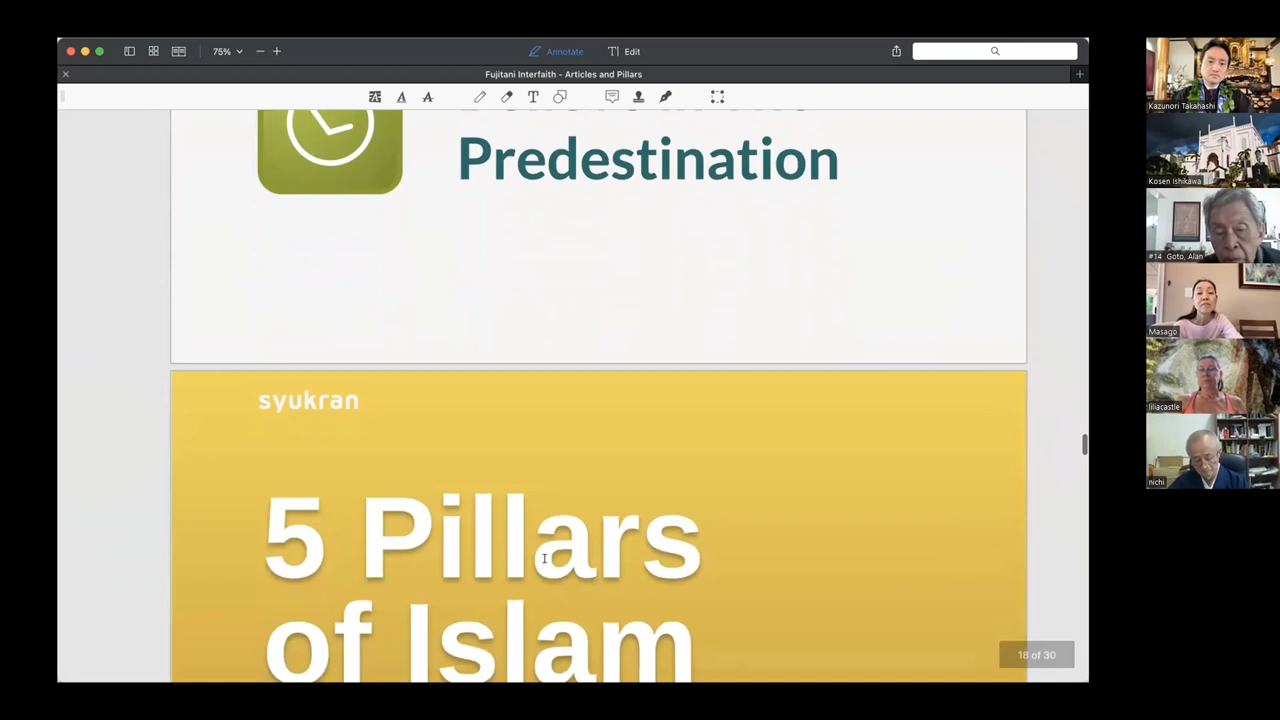 75%
Annotate
Edit
Fujitani Interfaith - Articles and Pillars
Predestination
syukran
5 Pillars
of Islam
18 of 30
Kazunori Takahashi
Kosen Ishikawa
#14 Goto, Alan
Masago
liliacastle
nichi